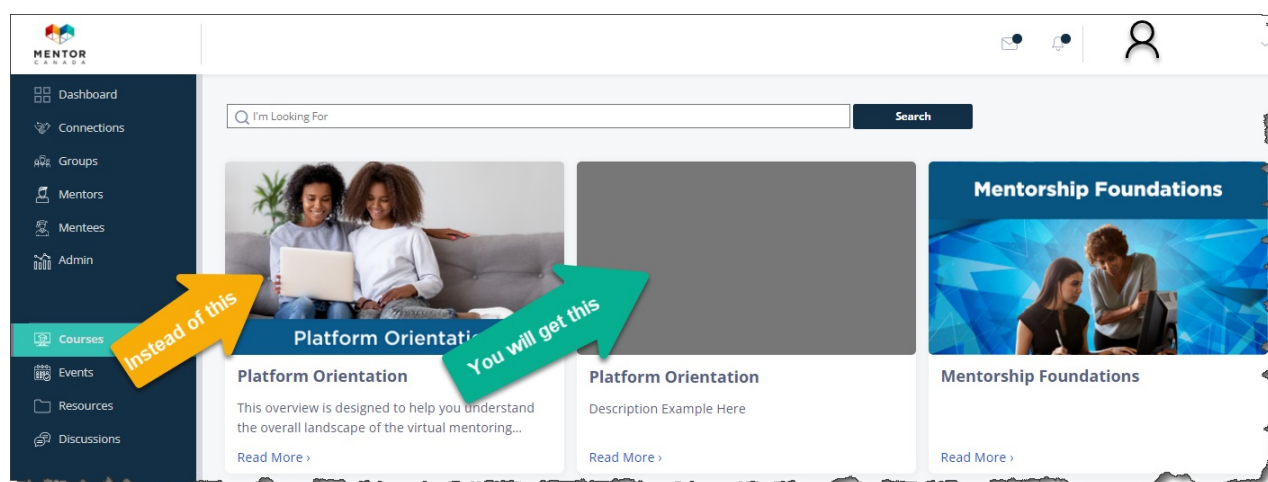 MENTOR
CANADA
Dashboard
Connections
Groups
Mentors
Mentees
Admin
Courses
Events
Resources
Discussions
I'm Looking For
Search
Instead of this
Platform Orientati
Platform Orientation
This overview is designed to help you understand
the overall landscape of the virtual mentoring...
Read More ›
You will get this
Platform Orientation
Description Example Here
Read More ›
Mentorship Foundations
Mentorship Foundations
Read More ›